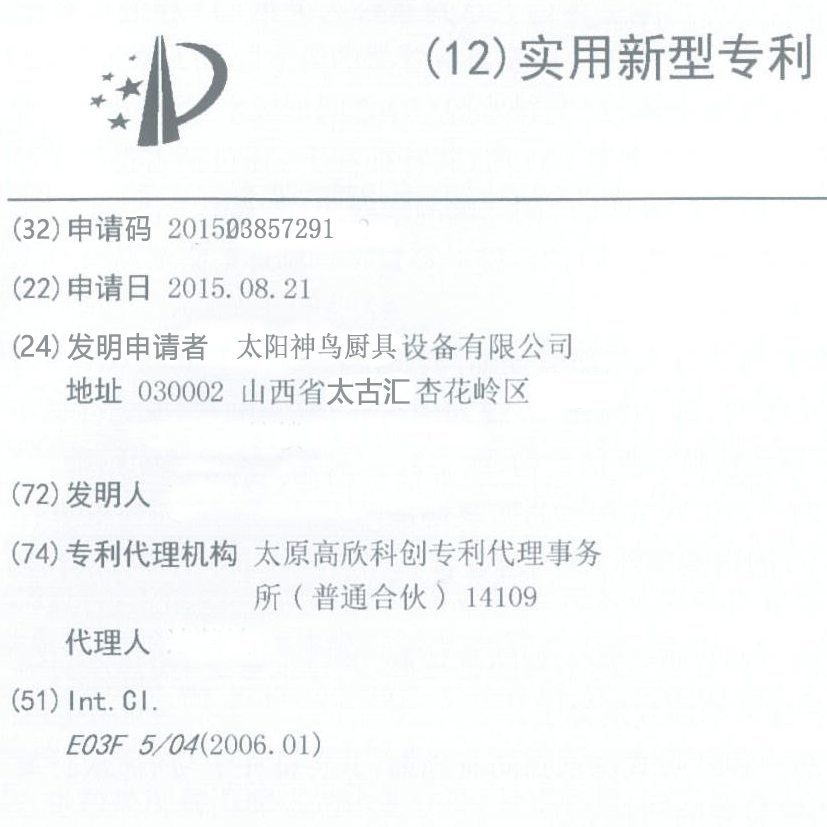 (12)实用新型专利
(32)申请码 201503857291
(22)申请日 2015.08.21
(24)发明申请者 太阳神鸟厨具设备有限公司
地址 030002 山西省太古汇杏花岭区
(72)发明人
(74)专利代理机构 太原高欣科创专利代理事务
所(普通合伙) 14109
代理人
(51)Int.Cl.
E03F 5/04(2006.01)